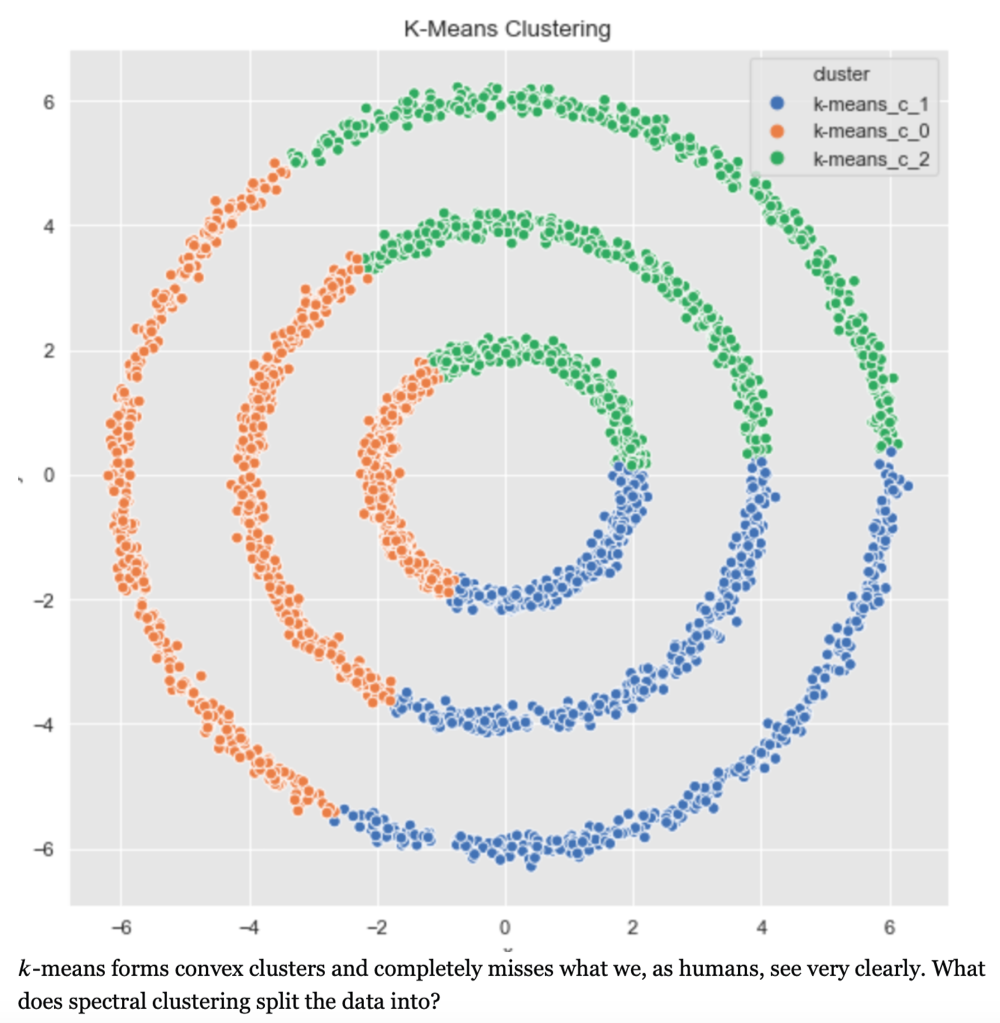 K-Means Clustering
cluster
k-means_c_1
k-means_c_0
k-means_c_2
6
4
2
0
−2
−4
−6
−6 −4 −2 0 2 4 6
k-means forms convex clusters and completely misses what we, as humans, see very clearly. What
does spectral clustering split the data into?